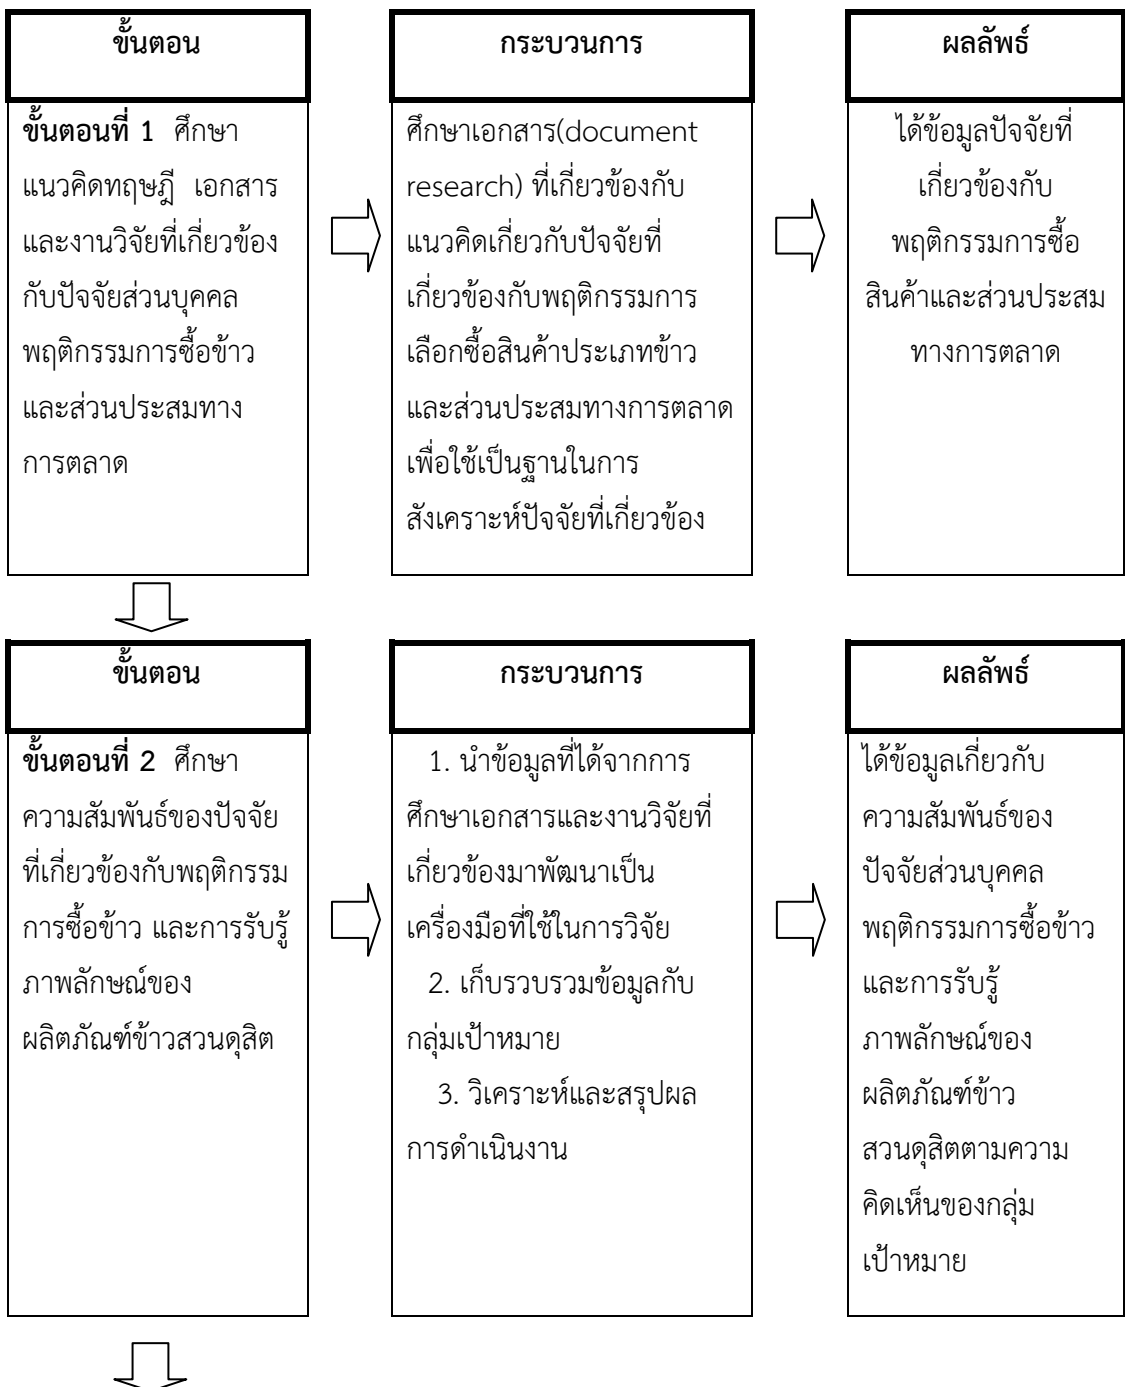 ขั้นตอน
กระบวนการ
ผลลัพธ์
ขั้นตอนที่ 1 ศึกษา
แนวคิดทฤษฎี เอกสาร
และงานวิจัยที่เกี่ยวข้อง
กับปัจจัยส่วนบุคคล
พฤติกรรมการซื้อข้าว
และส่วนประสมทาง
การตลาด
ศึกษาเอกสาร(document
research) ที่เกี่ยวข้องกับ
แนวคิดเกี่ยวกับปัจจัยที่
เกี่ยวข้องกับพฤติกรรมการ
เลือกซื้อสินค้าประเภทข้าว
และส่วนประสมทางการตลาด
เพื่อใช้เป็นฐานในการ
สังเคราะห์ปัจจัยที่เกี่ยวข้อง
ได้ข้อมูลปัจจัยที่
เกี่ยวข้องกับ
พฤติกรรมการซื้อ
สินค้าและส่วนประสม
ทางการตลาด
ขั้นตอน
กระบวนการ
ผลลัพธ์
ขั้นตอนที่ 2 ศึกษา
ความสัมพันธ์ของปัจจัย
ที่เกี่ยวข้องกับพฤติกรรม
การซื้อข้าว และการรับรู้
ภาพลักษณ์ของ
ผลิตภัณฑ์ข้าวสวนดุสิต
1. นำข้อมูลที่ได้จากการ
ศึกษาเอกสารและงานวิจัยที่
เกี่ยวข้องมาพัฒนาเป็น
เครื่องมือที่ใช้ในการวิจัย
2. เก็บรวบรวมข้อมูลกับ
กลุ่มเป้าหมาย
3. วิเคราะห์และสรุปผล
การดำเนินงาน
ได้ข้อมูลเกี่ยวกับ
ความสัมพันธ์ของ
ปัจจัยส่วนบุคคล
พฤติกรรมการซื้อข้าว
และการรับรู้
ภาพลักษณ์ของ
ผลิตภัณฑ์ข้าว
สวนดุสิตตามความ
คิดเห็นของกลุ่ม
เป้าหมาย